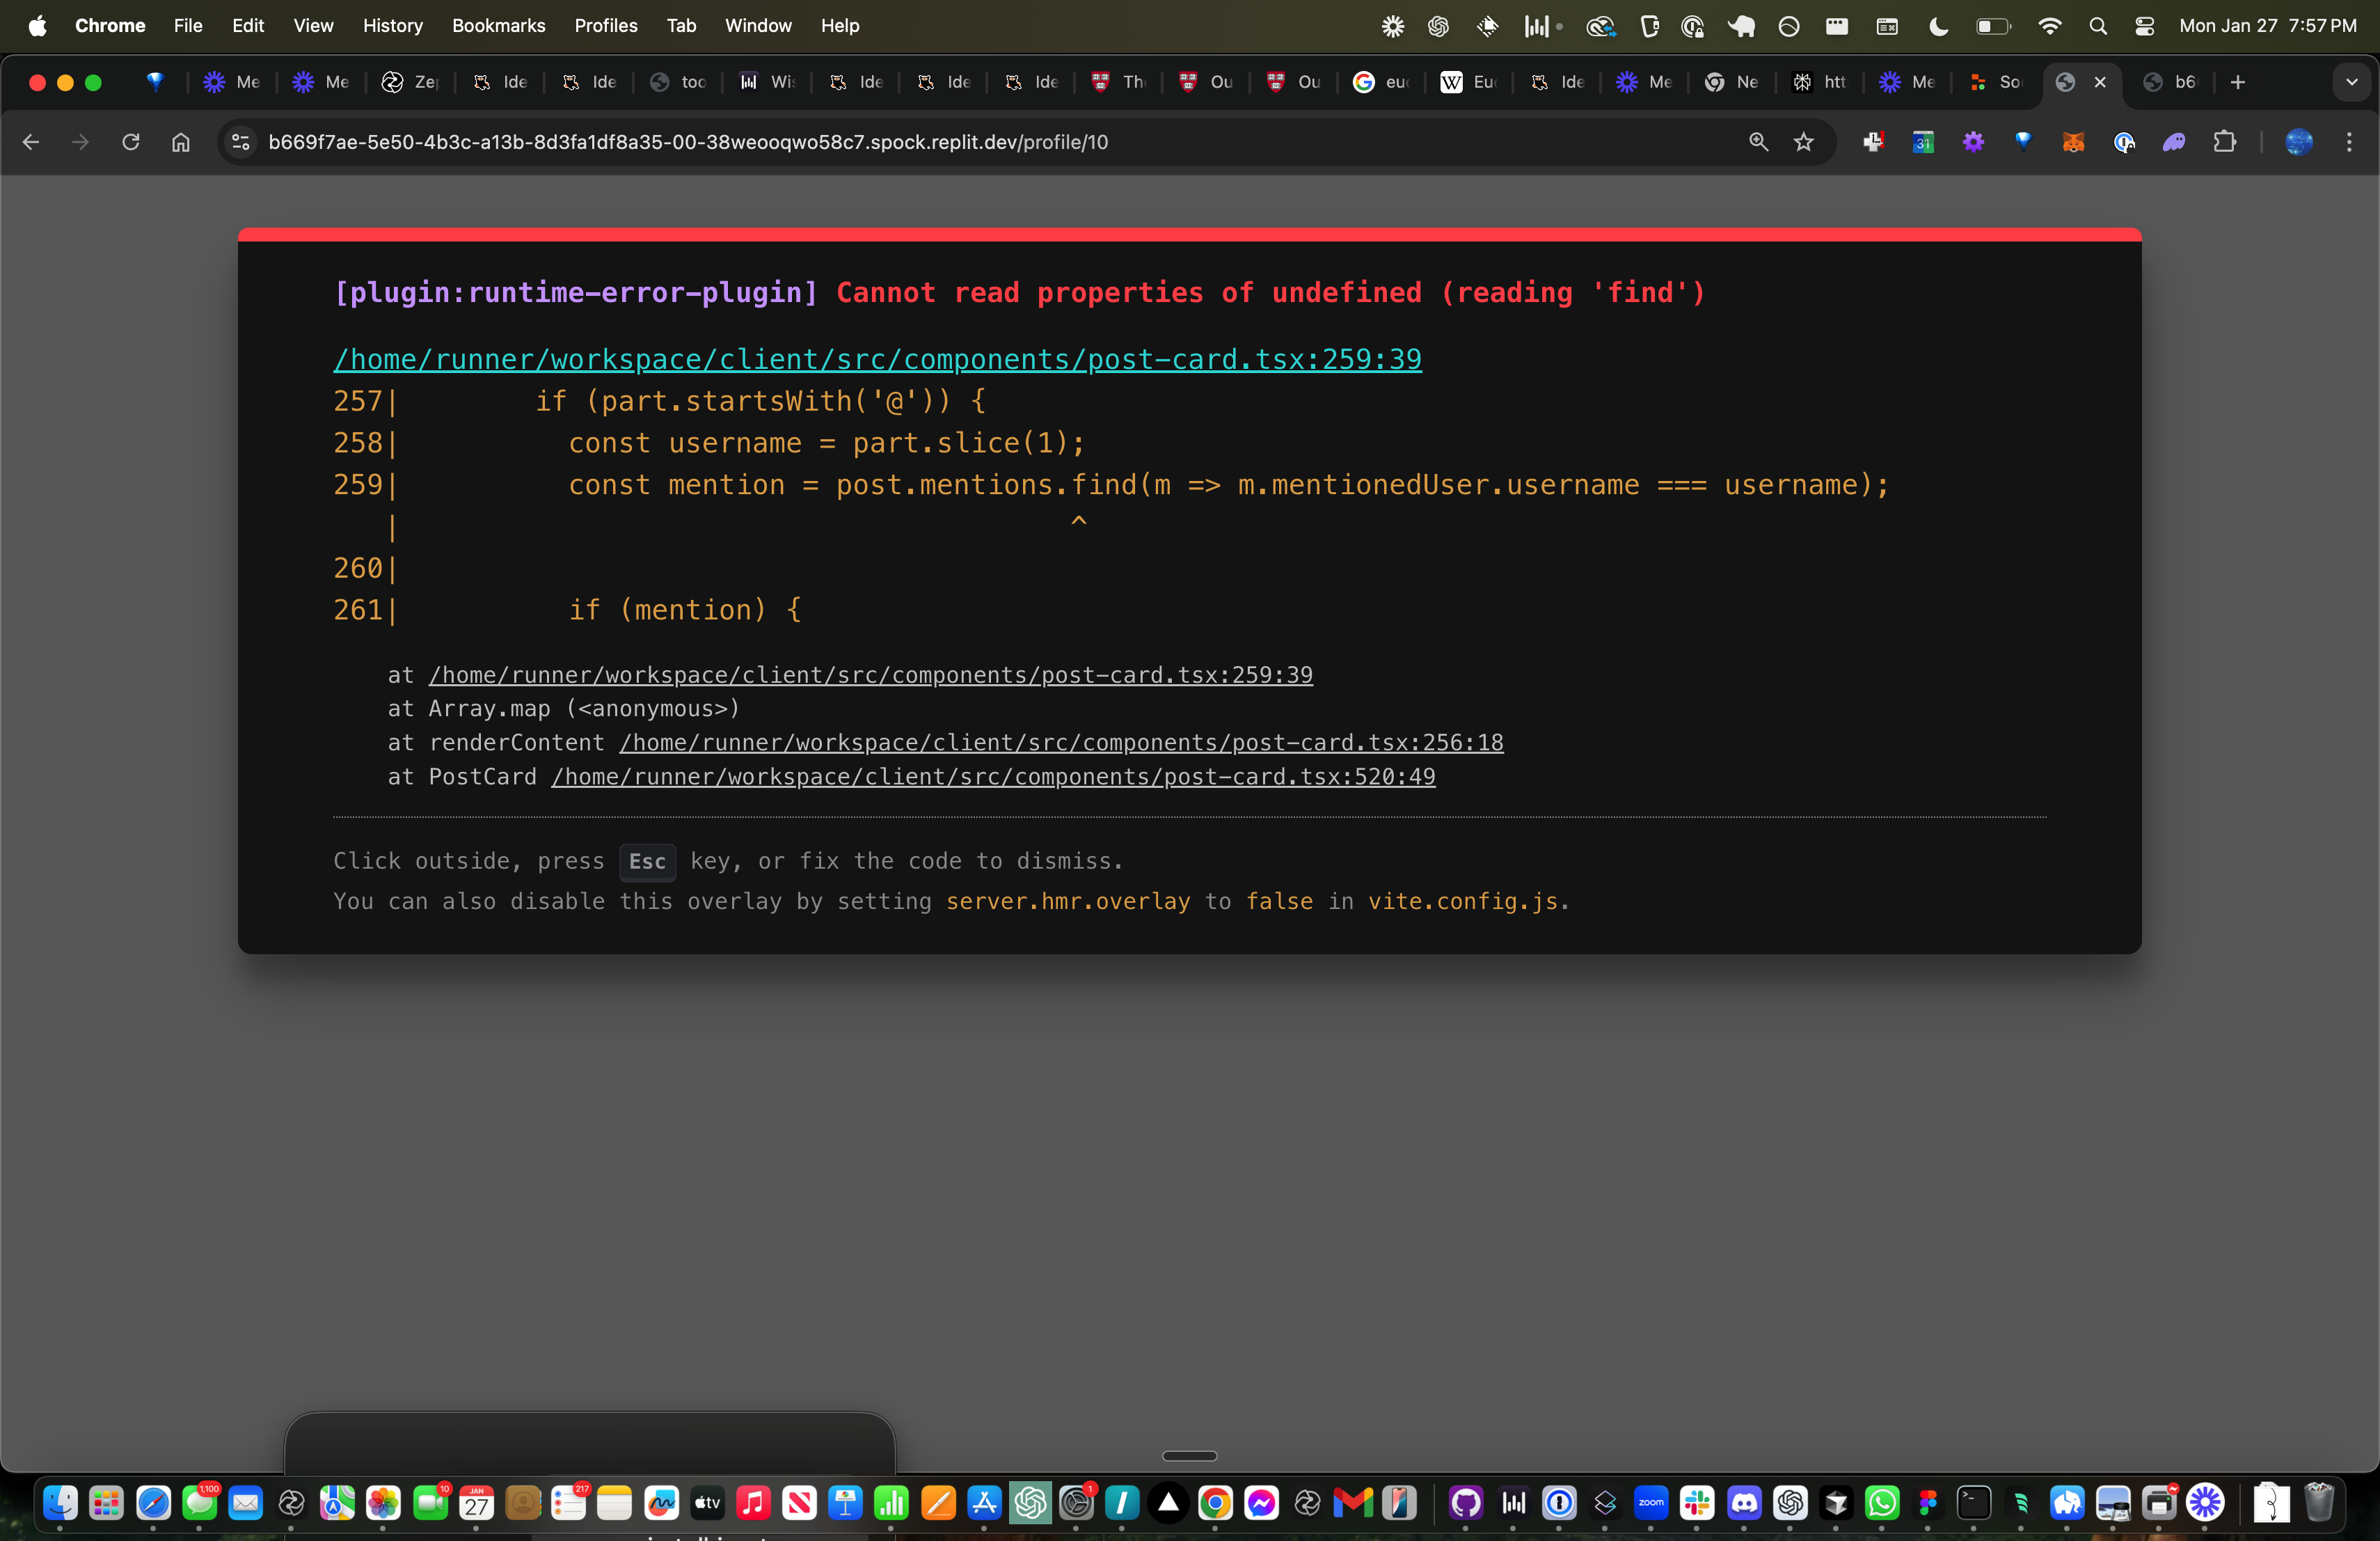 Chrome File Edit View History Bookmarks Profiles Tab Window Help Mon Jan 27 7:57 PM
Me Me Zep Ide Ide too Wis Ide Ide Ide Th Ou Ou euc W Euc Ide Me Ne htt Me So b66
b669f7ae-5e50-4b3c-a13b-8d3fa1df8a35-00-38weooqwo58c7.spock.replit.dev/profile/10
31
[plugin:runtime-error-plugin] Cannot read properties of undefined (reading 'find')
/home/runner/workspace/client/src/components/post-card.tsx:259:39
257|        if (part.startsWith('@')) {
258|          const username = part.slice(1);
259|          const mention = post.mentions.find(m => m.mentionedUser.username === username);
   |                                        ^
260|
261|          if (mention) {
at /home/runner/workspace/client/src/components/post-card.tsx:259:39
at Array.map (<anonymous>)
at renderContent /home/runner/workspace/client/src/components/post-card.tsx:256:18
at PostCard /home/runner/workspace/client/src/components/post-card.tsx:520:49
Click outside, press Esc key, or fix the code to dismiss.
You can also disable this overlay by setting server.hmr.overlay to false in vite.config.js.
1,100 10 JAN 27 217 tv 1 zoom